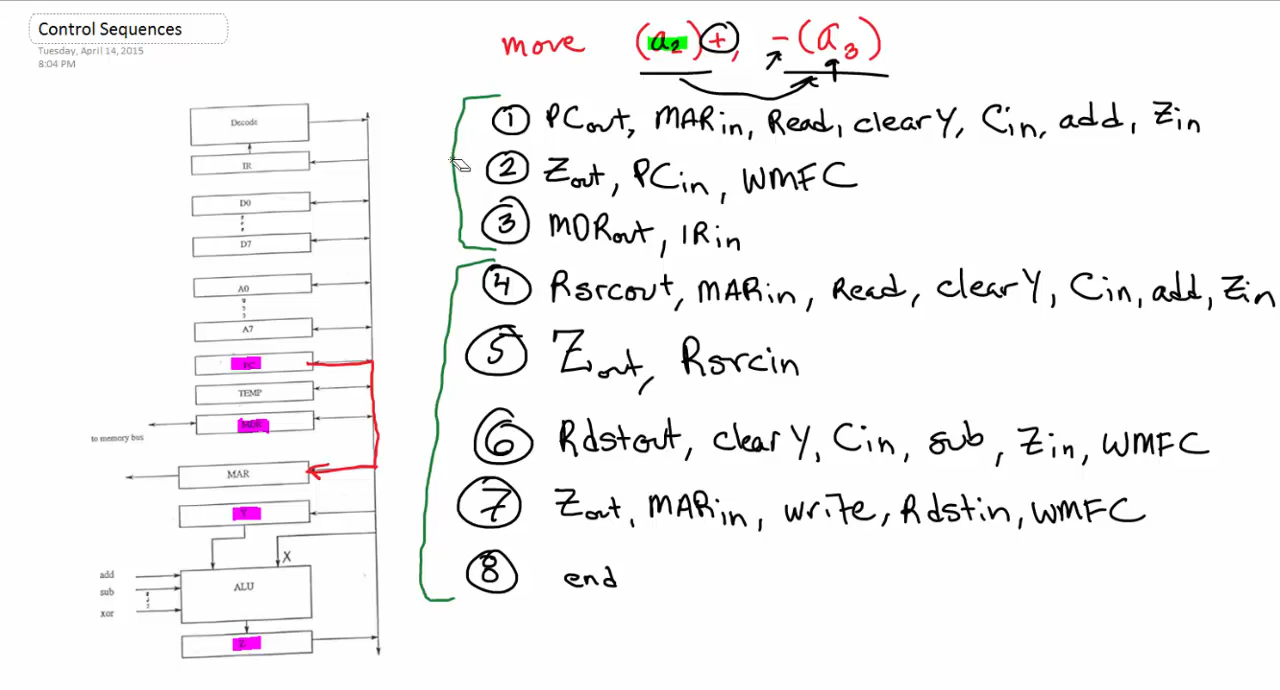 Control Sequences
Tuesday, April 14, 2015
8:04 PM
move (a2)+, -(a3)
① PCout, MARin, Read, clearY, Cin, add, Zin
② Zout, PCin, WMFC
③ MDRout, IRin
④ Rsrcout, MARin, Read, clearY, Cin, add, Zin
⑤ Zout, Rsrcin
⑥ Rdstout, clearY, Cin, sub, Zin, WMFC
⑦ Zout, MARin, write, Rdstin, WMFC
⑧ end
Decode
IR
D0
D7
A0
A7
PC
TEMP
MDR
to memory bus
MAR
Y
X
add
sub
xor
ALU
Z